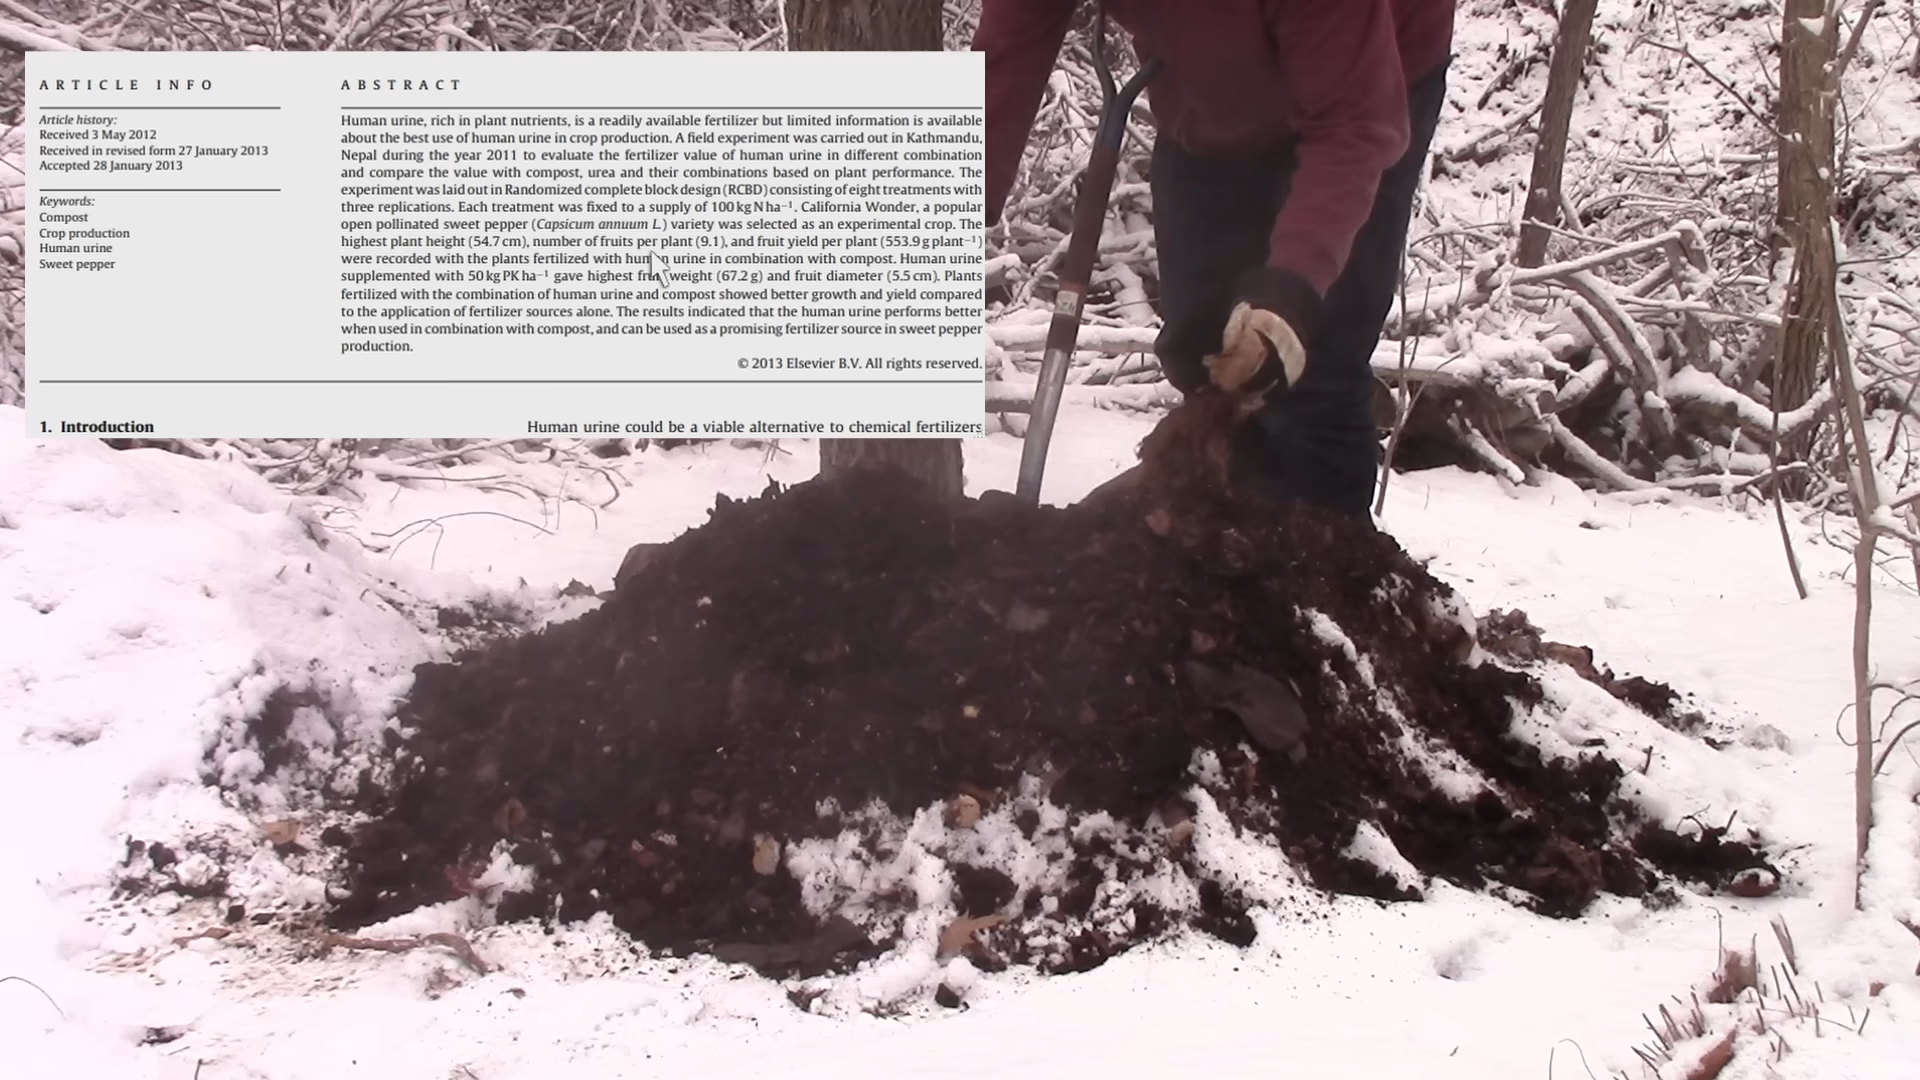 ARTICLE INFO
Article history:
Received 3 May 2012
Received in revised form 27 January 2013
Accepted 28 January 2013
Keywords:
Compost
Crop production
Human urine
Sweet pepper
ABSTRACT
Human urine, rich in plant nutrients, is a readily available fertilizer but limited information is available
about the best use of human urine in crop production. A field experiment was carried out in Kathmandu,
Nepal during the year 2011 to evaluate the fertilizer value of human urine in different combination
and compare the value with compost, urea and their combinations based on plant performance. The
experiment was laid out in Randomized complete block design (RCBD) consisting of eight treatments with
three replications. Each treatment was fixed to a supply of 100 kg N ha⁻¹. California Wonder, a popular
open pollinated sweet pepper (Capsicum annuum L.) variety was selected as an experimental crop. The
highest plant height (54.7 cm), number of fruits per plant (9.1), and fruit yield per plant (553.9 g plant⁻¹)
were recorded with the plants fertilized with human urine in combination with compost. Human urine
supplemented with 50 kg PK ha⁻¹ gave highest fruit weight (67.2 g) and fruit diameter (5.5 cm). Plants
fertilized with the combination of human urine and compost showed better growth and yield compared
to the application of fertilizer sources alone. The results indicated that the human urine performs better
when used in combination with compost, and can be used as a promising fertilizer source in sweet pepper
production.
© 2013 Elsevier B.V. All rights reserved.
1. Introduction
Human urine could be a viable alternative to chemical fertilizers